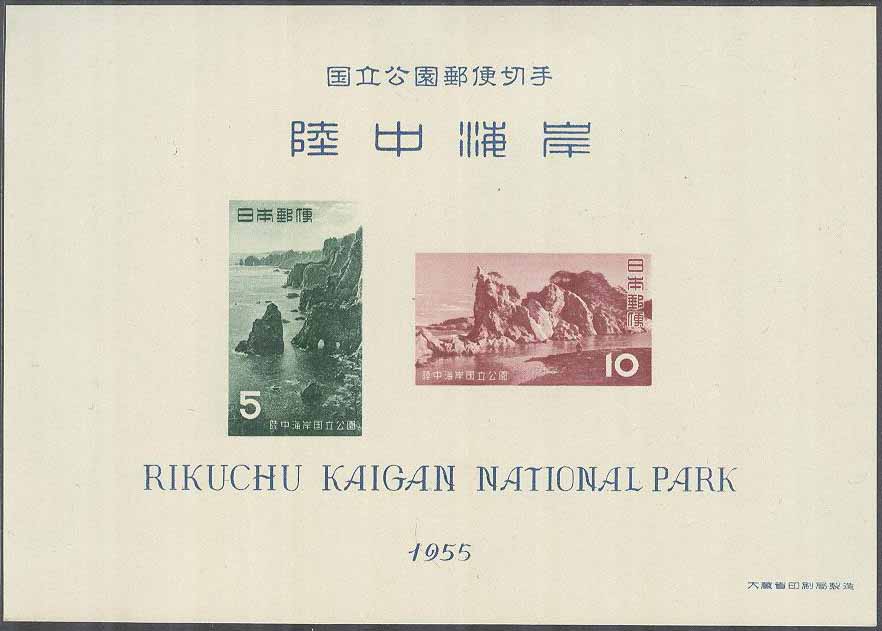 国立公園郵便切手
陸中海岸
日本郵便
5
陸中海岸国立公園
日本郵便
10
陸中海岸国立公園
RIKUCHU KAIGAN NATIONAL PARK
1955
大蔵省印刷局製造